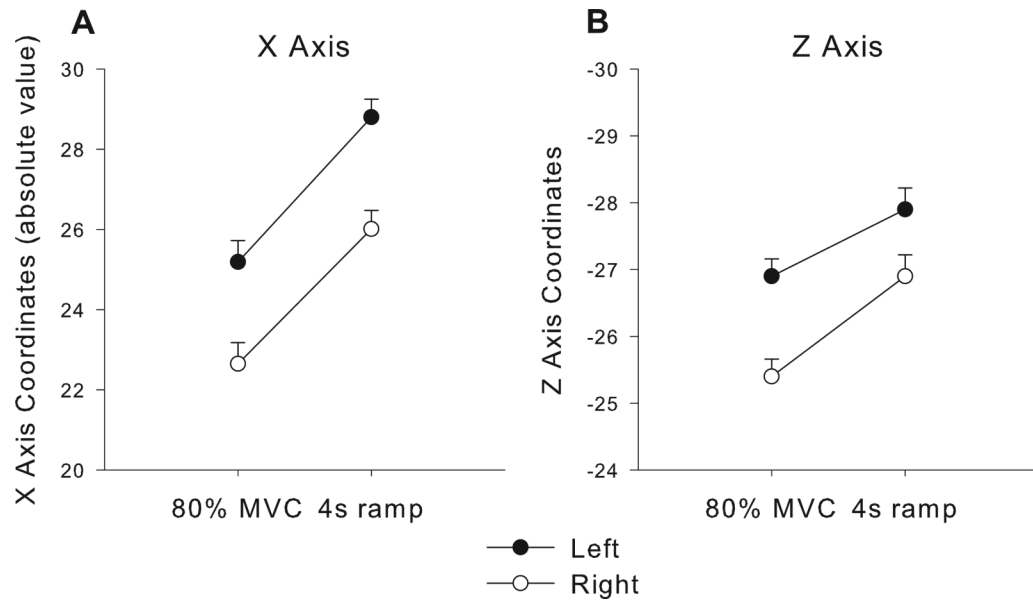 A
X Axis
X Axis Coordinates (absolute value)
30
28
26
24
22
20
80% MVC 4s ramp
B
Z Axis
Z Axis Coordinates
-30
-29
-28
-27
-26
-25
-24
80% MVC 4s ramp
Left
Right